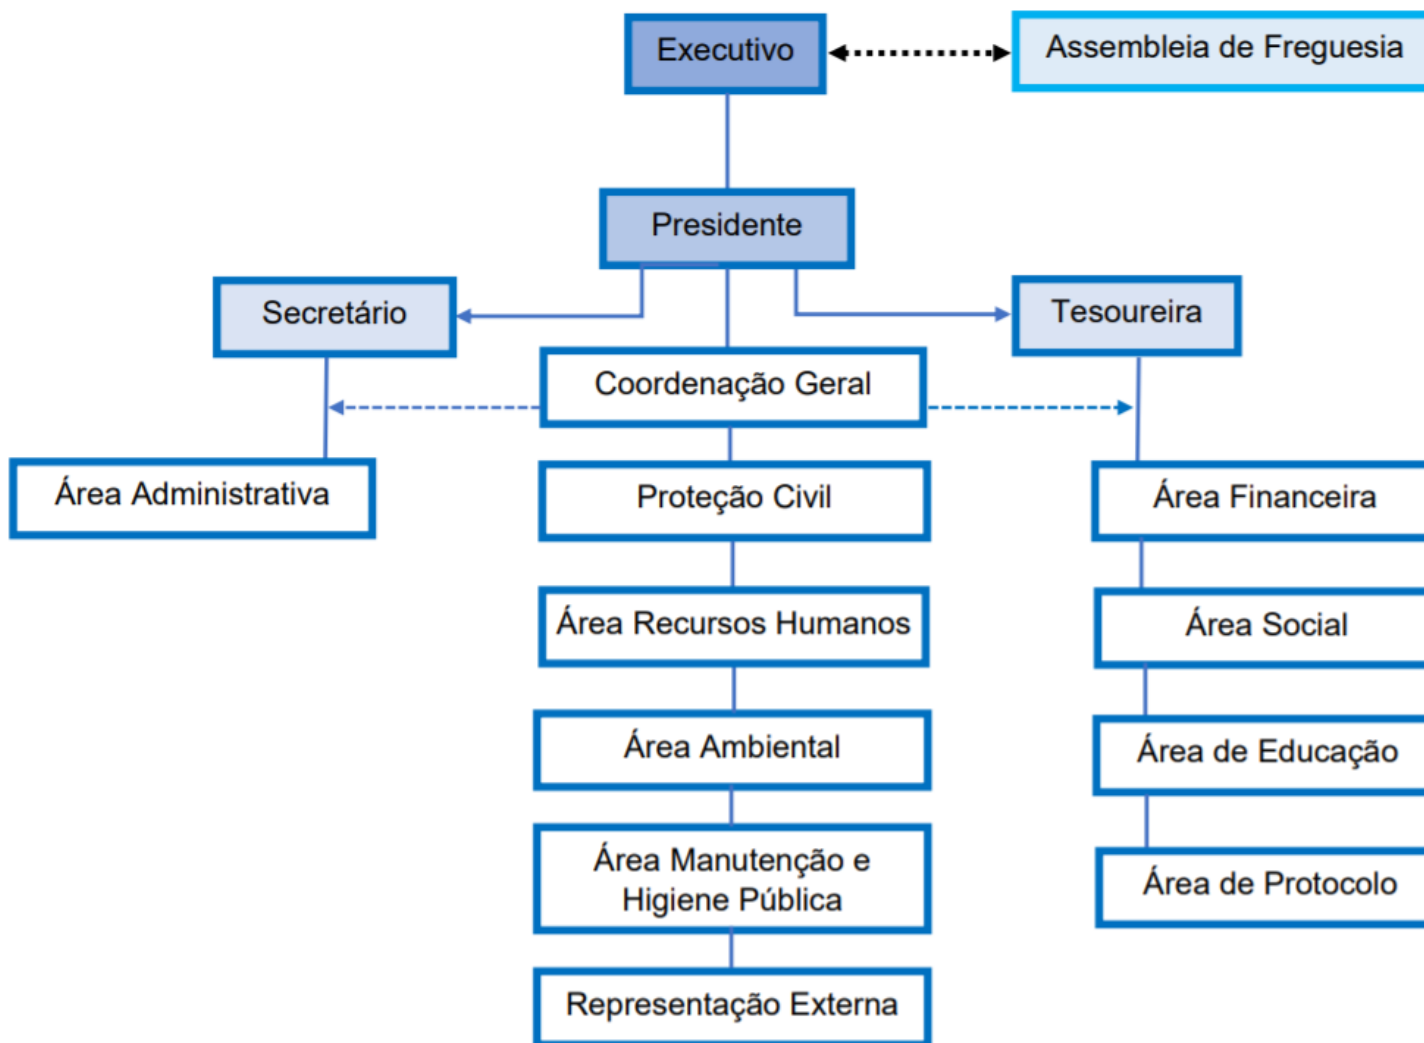 Executivo
Assembleia de Freguesia
Presidente
Secretário
Tesoureira
Coordenação Geral
Área Administrativa
Proteção Civil
Área Financeira
Área Recursos Humanos
Área Social
Área Ambiental
Área de Educação
Área Manutenção e
Higiene Pública
Área de Protocolo
Representação Externa